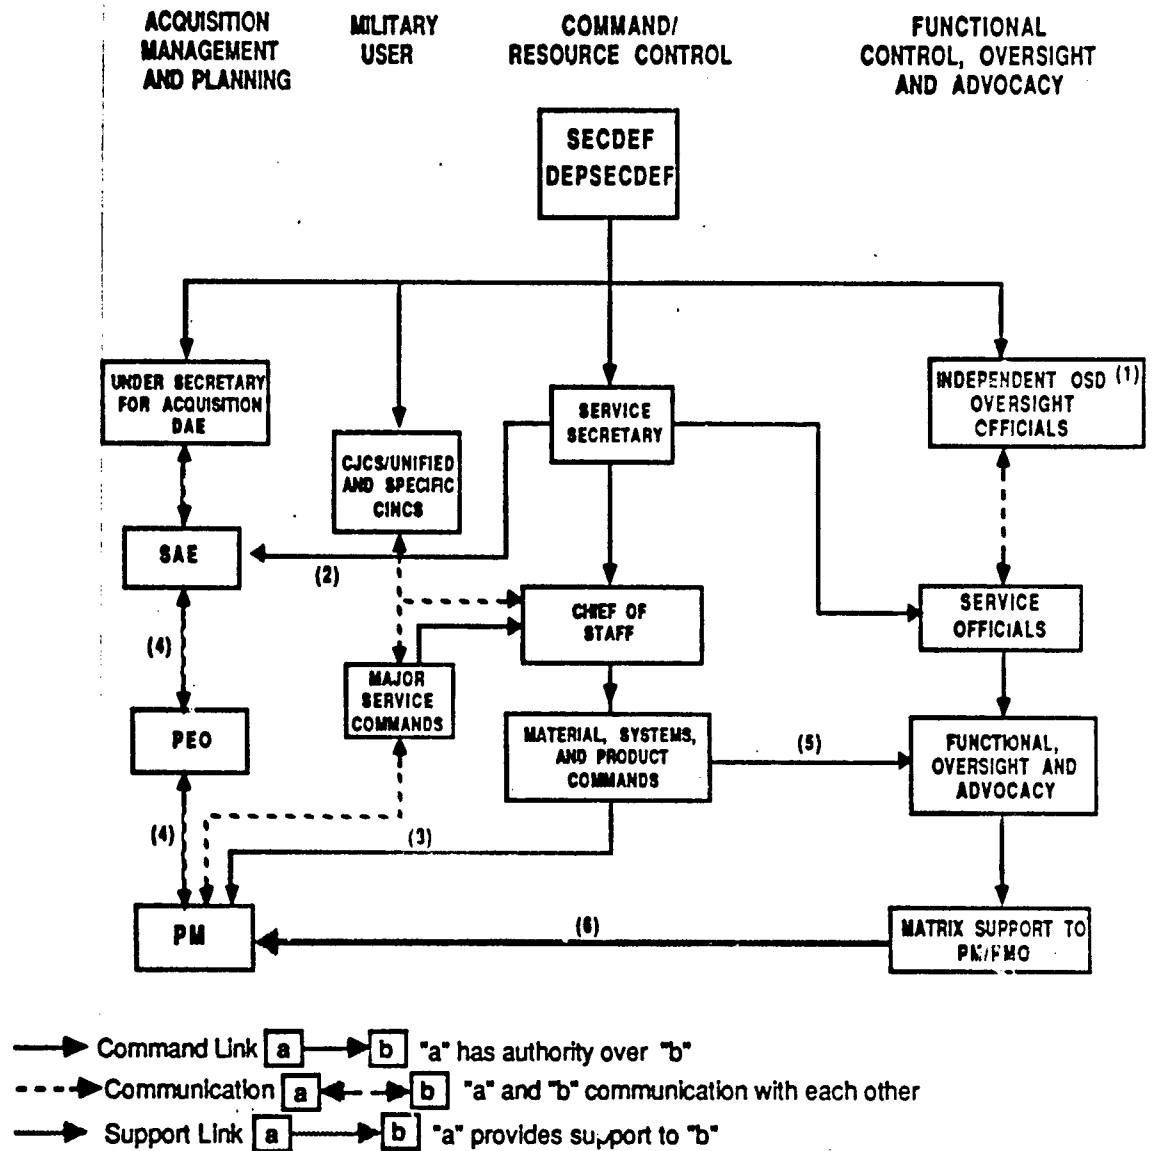 ACQUISITION
MANAGEMENT
AND PLANNING
MILITARY
USER
COMMAND/
RESOURCE CONTROL
FUNCTIONAL
CONTROL, OVERSIGHT
AND ADVOCACY
SECDEF
DEPSECDEF
UNDER SECRETARY
FOR ACQUISITION
DAE
CJCS/UNIFIED
AND SPECIFIC
CINCS
SERVICE
SECRETARY
INDEPENDENT OSD (1)
OVERSIGHT
OFFICIALS
SAE
(2)
CHIEF OF
STAFF
SERVICE
OFFICIALS
(4)
MAJOR
SERVICE
COMMANDS
PEO
MATERIAL, SYSTEMS,
AND PRODUCT
COMMANDS
(5)
FUNCTIONAL,
OVERSIGHT AND
ADVOCACY
(4)
(3)
PM
(6)
MATRIX SUPPORT TO
PM/PMO
Command Link a b "a" has authority over "b"
Communication a b "a" and "b" communication with each other
Support Link a b "a" provides support to "b"